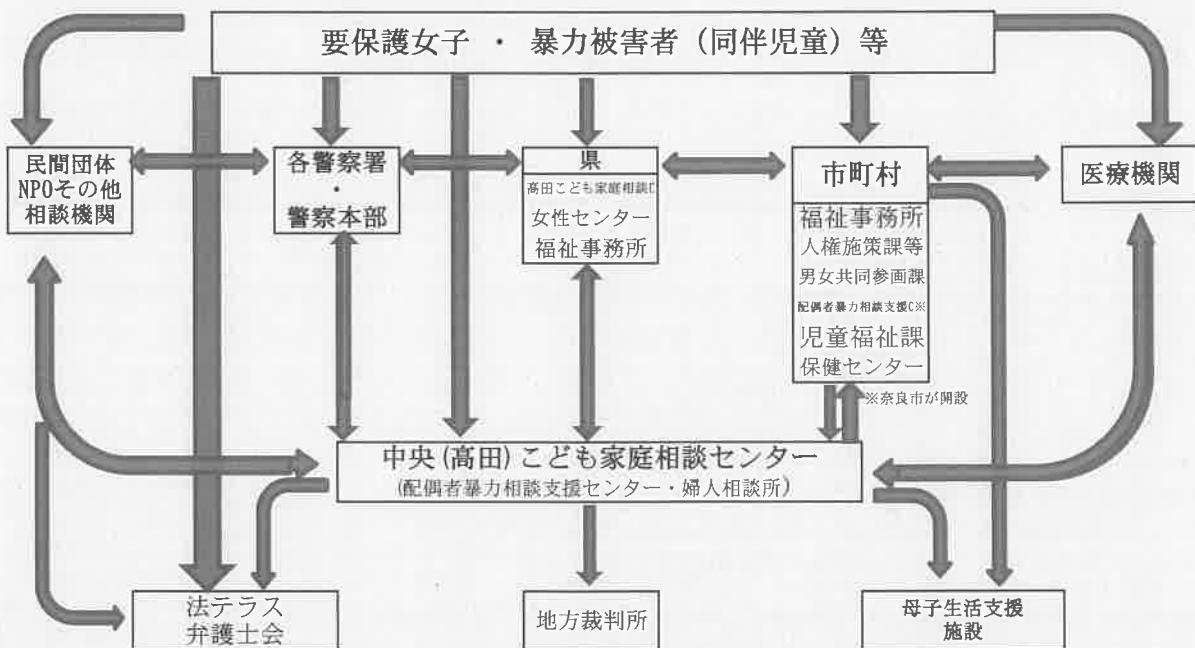 要保護女子 ・ 暴力被害者(同伴児童)等
民間団体
NPOその他
相談機関
各警察署
・
警察本部
県
高田こども家庭相談C
女性センター
福祉事務所
市町村
福祉事務所
人権施策課等
男女共同参画課
配偶者暴力相談支援C※
児童福祉課
保健センター
医療機関
※奈良市が開設
中央(高田)こども家庭相談センター
(配偶者暴力相談支援センター・婦人相談所)
法テラス
弁護士会
地方裁判所
母子生活支援
施設